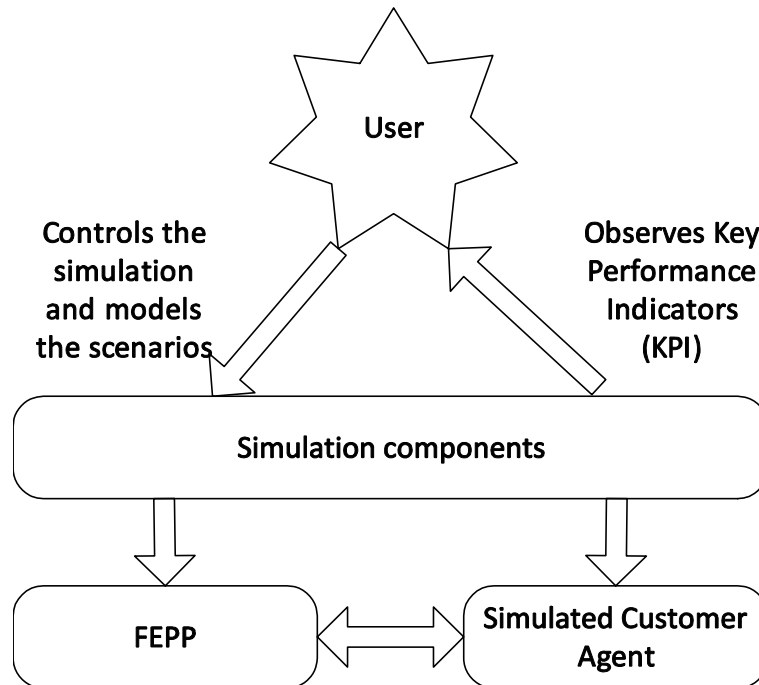 User
Controls the
simulation
and models
the scenarios
Observes Key
Performance
Indicators
(KPI)
Simulation components
FEPP
Simulated Customer
Agent